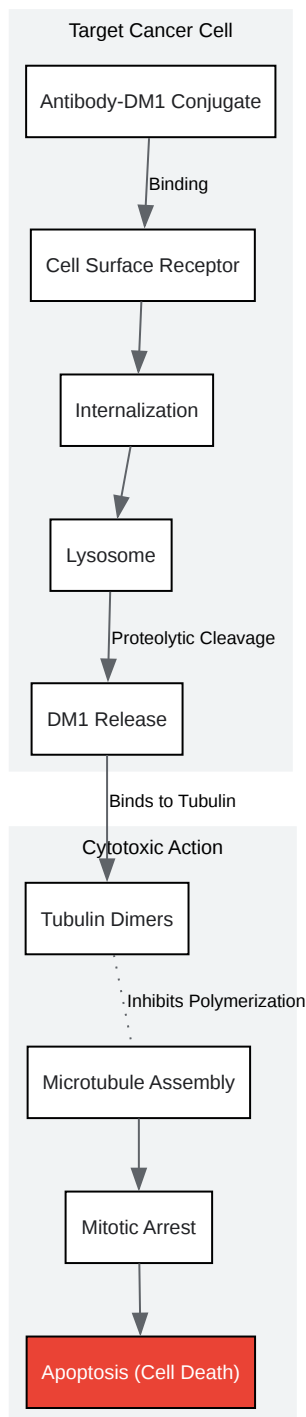 Target Cancer Cell
Antibody-DM1 Conjugate
Binding
Cell Surface Receptor
Internalization
Lysosome
Proteolytic Cleavage
DM1 Release
Binds to Tubulin
Cytotoxic Action
Tubulin Dimers
Inhibits Polymerization
Microtubule Assembly
Mitotic Arrest
Apoptosis (Cell Death)